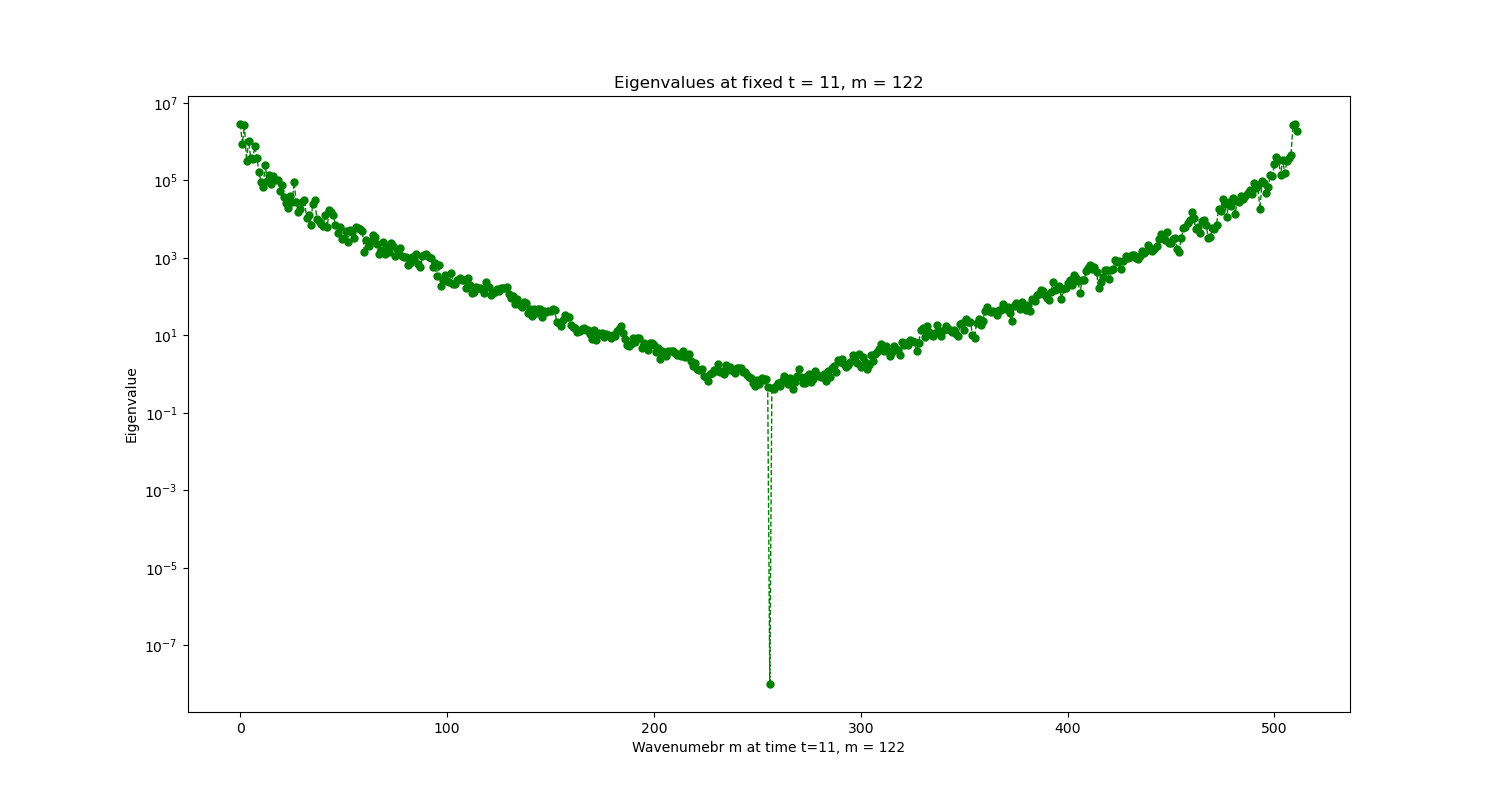 Eigenvalues at fixed t = 11, m = 122
10^7
10^5
10^3
10^1
10^-1
10^-3
10^-5
10^-7
Eigenvalue
0 100 200 300 400 500
Wavenumebr m at time t=11, m = 122